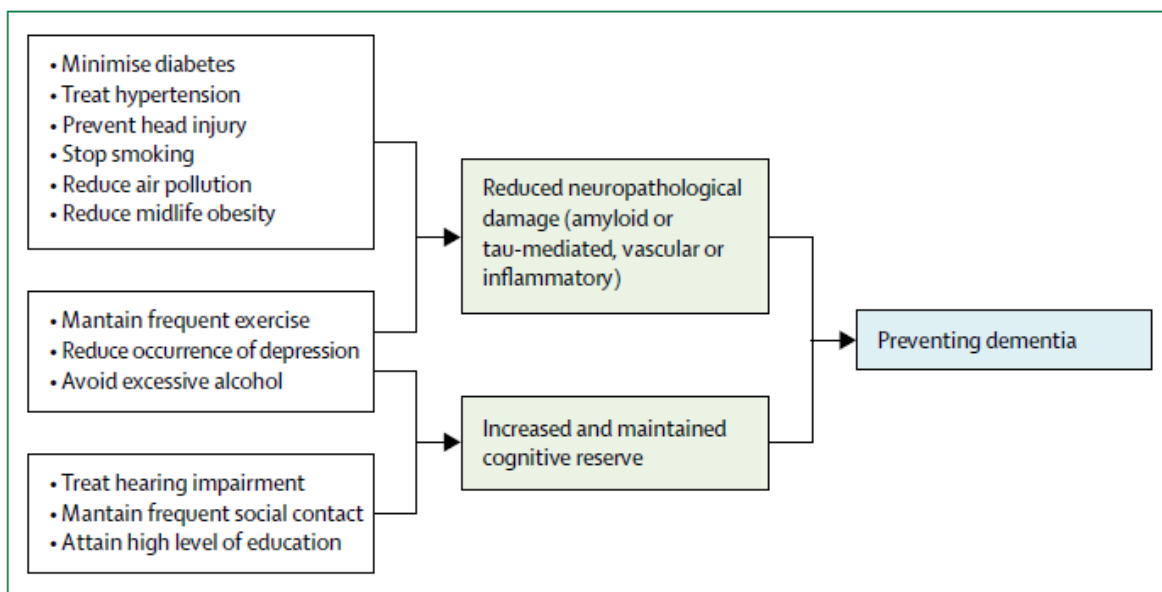 • Minimise diabetes
• Treat hypertension
• Prevent head injury
• Stop smoking
• Reduce air pollution
• Reduce midlife obesity
• Mantain frequent exercise
• Reduce occurrence of depression
• Avoid excessive alcohol
• Treat hearing impairment
• Mantain frequent social contact
• Attain high level of education
Reduced neuropathological
damage (amyloid or
tau-mediated, vascular or
inflammatory)
Increased and maintained
cognitive reserve
Preventing dementia